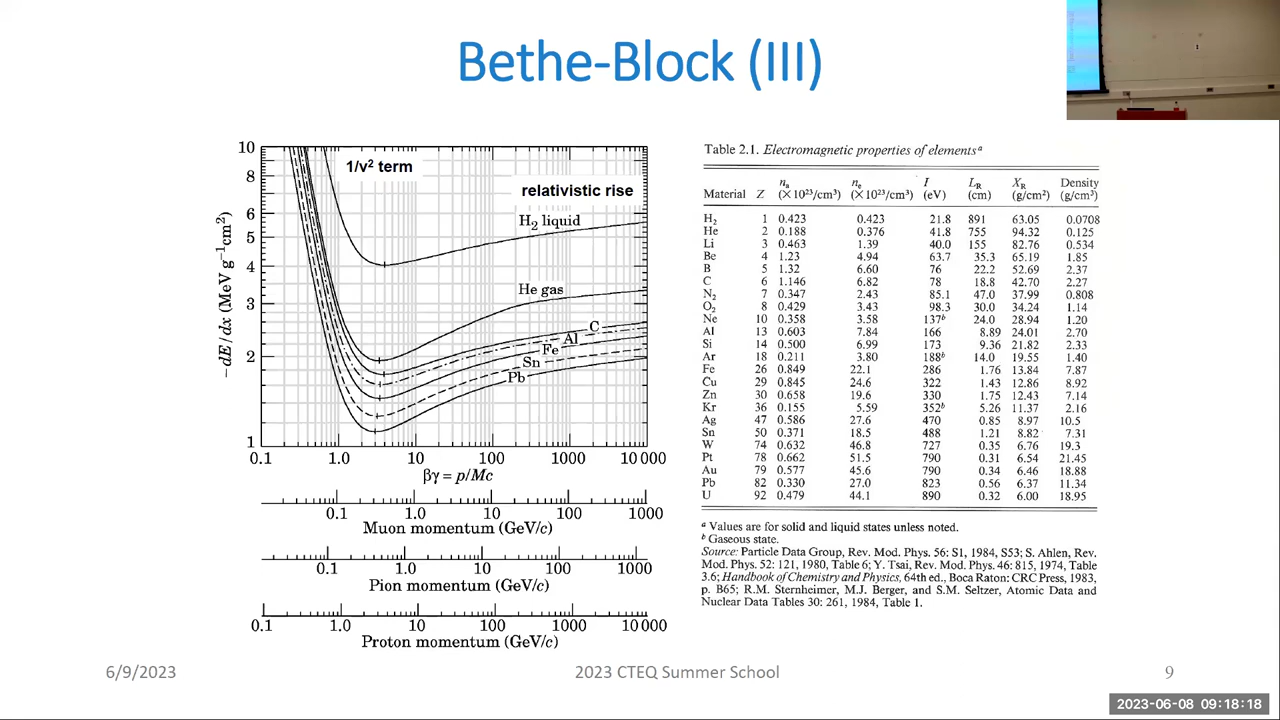 Bethe-Block (III)
10
8
6
5
4
3
2
1
−dE/dx (MeV g⁻¹cm²)
1/v² term
relativistic rise
H₂ liquid
He gas
C
Al
Fe
Sn
Pb
0.1 1.0 10 100 1000 10 000
βγ = p/Mc
0.1 1.0 10 100 1000
Muon momentum (GeV/c)
0.1 1.0 10 100 1000
Pion momentum (GeV/c)
0.1 1.0 10 100 1000 10 000
Proton momentum (GeV/c)
Table 2.1. Electromagnetic properties of elementsᵃ
nₐ nₑ I L_R X_R Density
Material Z (×10²³/cm³) (×10²³/cm³) (eV) (cm) (g/cm²) (g/cm³)
H₂ 1 0.423 0.423 21.8 891 63.05 0.0708
He 2 0.188 0.376 41.8 755 94.32 0.125
Li 3 0.463 1.39 40.0 155 82.76 0.534
Be 4 1.23 4.94 63.7 35.3 65.19 1.85
B 5 1.32 6.60 76 22.2 52.69 2.37
C 6 1.146 6.82 78 18.8 42.70 2.27
N₂ 7 0.347 2.43 85.1 47.0 37.99 0.808
O₂ 8 0.429 3.43 98.3 30.0 34.24 1.14
Ne 10 0.358 3.58 137ᵇ 24.0 28.94 1.20
Al 13 0.603 7.84 166 8.89 24.01 2.70
Si 14 0.500 6.99 173 9.36 21.82 2.33
Ar 18 0.211 3.80 188ᵇ 14.0 19.55 1.40
Fe 26 0.849 22.1 286 1.76 13.84 7.87
Cu 29 0.845 24.6 322 1.43 12.86 8.92
Zn 30 0.658 19.6 330 1.75 12.43 7.14
Kr 36 0.155 5.59 352ᵇ 5.26 11.37 2.16
Ag 47 0.586 27.6 470 0.85 8.97 10.5
Sn 50 0.371 18.5 488 1.21 8.82 7.31
W 74 0.632 46.8 727 0.35 6.76 19.3
Pt 78 0.662 51.5 790 0.31 6.54 21.45
Au 79 0.577 45.6 790 0.34 6.46 18.88
Pb 82 0.330 27.0 823 0.56 6.37 11.34
U 92 0.479 44.1 890 0.32 6.00 18.95
ᵃ Values are for solid and liquid states unless noted.
ᵇ Gaseous state.
Source: Particle Data Group, Rev. Mod. Phys. 56: S1, 1984, S53; S. Ahlen, Rev.
Mod. Phys. 52: 121, 1980, Table 6; Y. Tsai, Rev. Mod. Phys. 46: 815, 1974, Table
3.6; Handbook of Chemistry and Physics, 64th ed., Boca Raton: CRC Press, 1983,
p. B65; R.M. Sternheimer, M.J. Berger, and S.M. Seltzer, Atomic Data and
Nuclear Data Tables 30: 261, 1984, Table 1.
6/9/2023
2023 CTEQ Summer School
9
2023-06-08 09:18:18